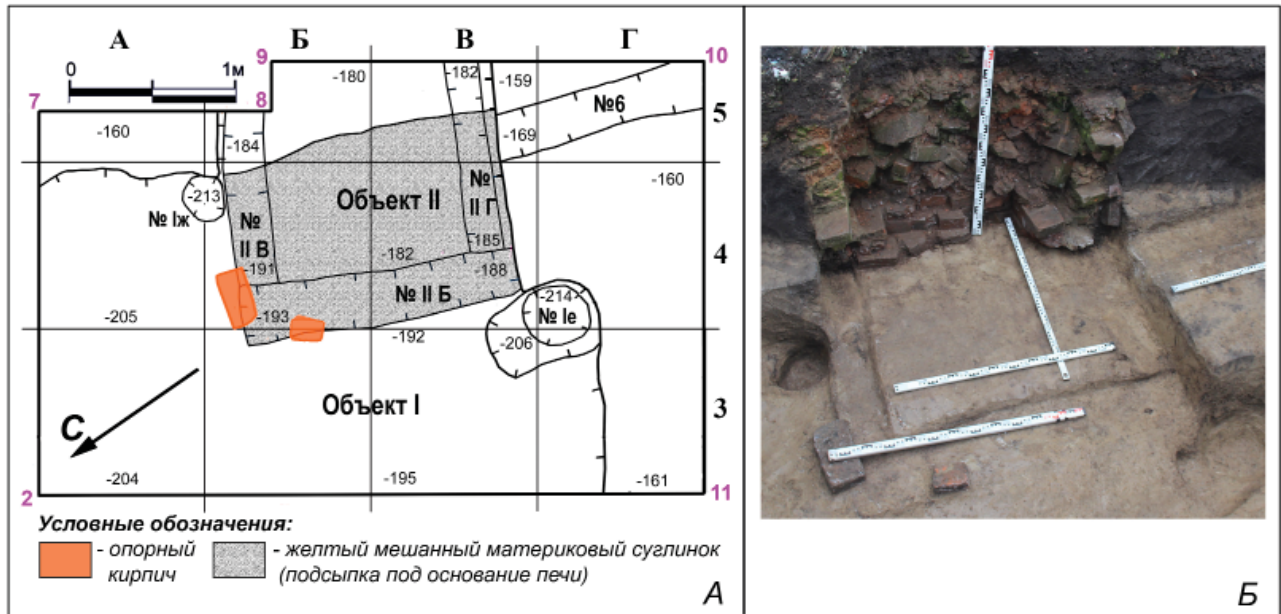 А Б В Г
0 1м
9 10
7 8
-180 -182 -159
№6
5
-160 -184 -169
-213 -160
№ Iж
Объект II
№ II В
№ II Г
4
-182 -185
-191 -188
№ II Б
-214
№ Iе
-193
-205 -192 -206
С
Объект I
3
-204 -195 -161
2 11
Условные обозначения:
- опорный кирпич
- желтый мешанный материковый суглинок
(подсыпка под основание печи)
А
Б